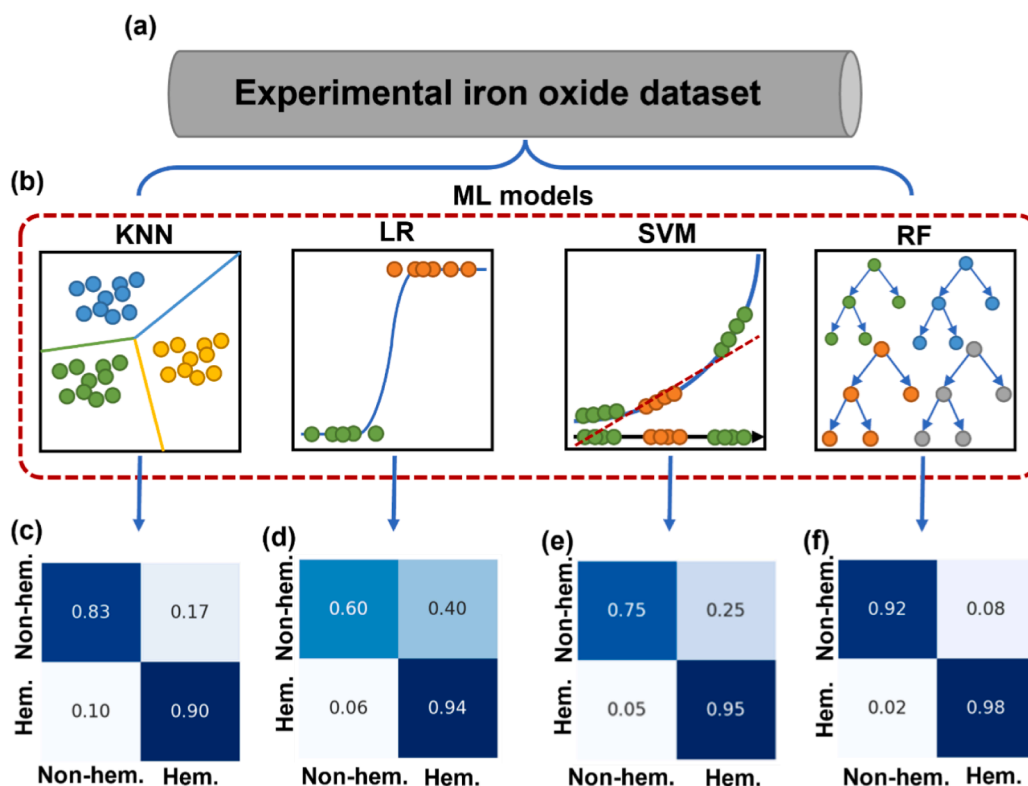 (a)
Experimental iron oxide dataset
(b)
ML models
KNN
LR
SVM
RF
(c)
Non-hem.
0.83 0.17
Hem.
0.10 0.90
Non-hem. Hem.
(d)
Non-hem.
0.60 0.40
Hem.
0.06 0.94
Non-hem. Hem.
(e)
Non-hem.
0.75 0.25
Hem.
0.05 0.95
Non-hem. Hem.
(f)
Non-hem.
0.92 0.08
Hem.
0.02 0.98
Non-hem. Hem.